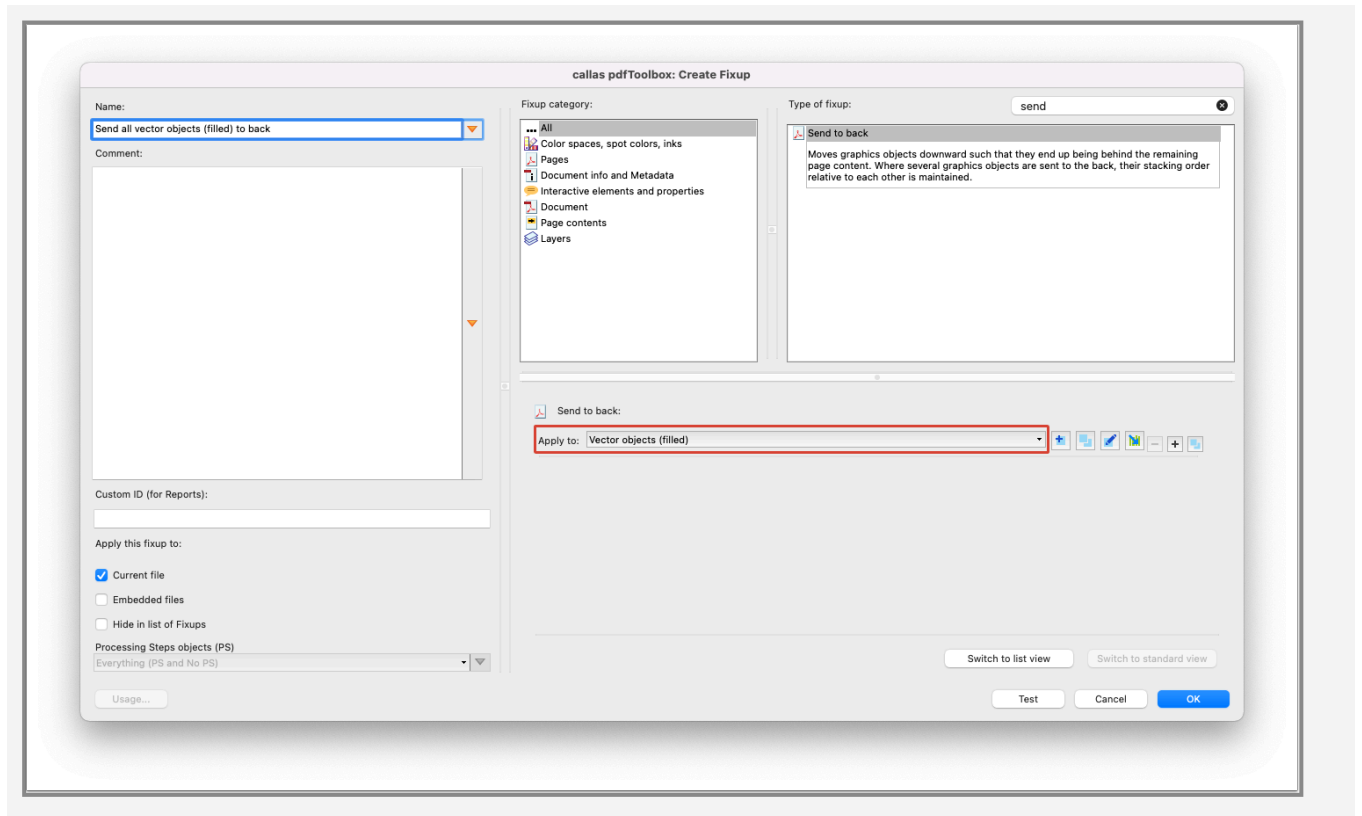 callas pdfToolbox: Create Fixup
Name:
Send all vector objects (filled) to back
Comment:
Custom ID (for Reports):
Apply this fixup to:
Current file
Embedded files
Hide in list of Fixups
Processing Steps objects (PS)
Everything (PS and No PS)
Usage...
Fixup category:
All
Color spaces, spot colors, inks
Pages
Document info and Metadata
Interactive elements and properties
Document
Page contents
Layers
Type of fixup:
send
Send to back
Moves graphics objects downward such that they end up being behind the remaining
page content. Where several graphics objects are sent to the back, their stacking order
relative to each other is maintained.
Send to back:
Apply to: Vector objects (filled)
Switch to list view
Switch to standard view
Test
Cancel
OK